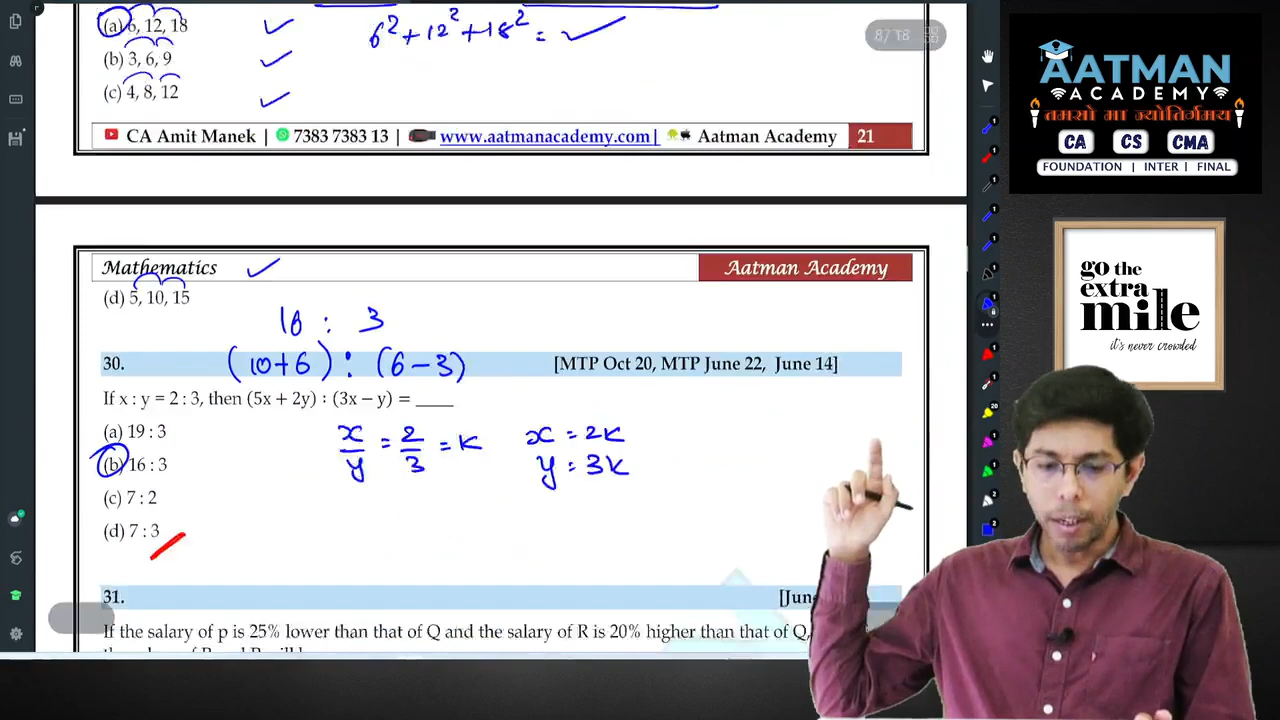 (a) 6, 12, 18
6² + 12² + 18² =
87/18
(b) 3, 6, 9
(c) 4, 8, 12
CA Amit Manek | 7383 7383 13 | www.aatmanacademy.com| Aatman Academy 21
Mathematics Aatman Academy
(d) 5, 10, 15
16 : 3
(10+6) : (6-3)
30. [MTP Oct 20, MTP June 22, June 14]
If x : y = 2 : 3, then (5x + 2y) : (3x – y) = ____
(a) 19 : 3
(b) 16 : 3
(c) 7 : 2
(d) 7 : 3
x/y = 2/3 = k
x = 2k
y = 3k
31. [Jun
If the salary of p is 25% lower than that of Q and the salary of R is 20% higher than that of Q,
AATMAN
ACADEMY
तमसो मा ज्योतिर्गमय
CA CS CMA
FOUNDATION | INTER | FINAL
go the
extra
mile
it's never crowded